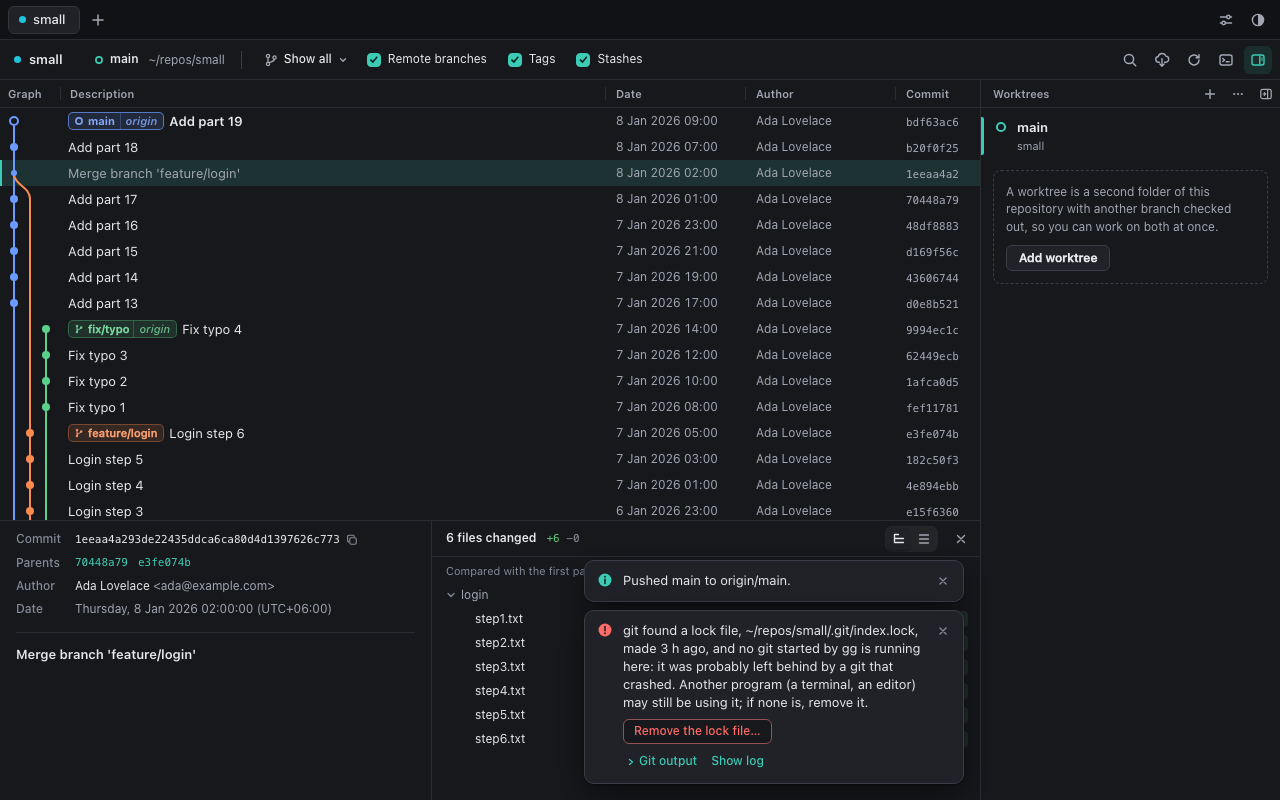 small
small
main ~/repos/small
Show all
Remote branches
Tags
Stashes
Graph Description Date Author Commit
main origin Add part 19 8 Jan 2026 09:00 Ada Lovelace bdf63ac6
Add part 18 8 Jan 2026 07:00 Ada Lovelace b20f0f25
Merge branch 'feature/login' 8 Jan 2026 02:00 Ada Lovelace 1eeaa4a2
Add part 17 8 Jan 2026 01:00 Ada Lovelace 70448a79
Add part 16 7 Jan 2026 23:00 Ada Lovelace 48df8883
Add part 15 7 Jan 2026 21:00 Ada Lovelace d169f56c
Add part 14 7 Jan 2026 19:00 Ada Lovelace 43606744
Add part 13 7 Jan 2026 17:00 Ada Lovelace d0e8b521
fix/typo origin Fix typo 4 7 Jan 2026 14:00 Ada Lovelace 9994ec1c
Fix typo 3 7 Jan 2026 12:00 Ada Lovelace 62449ecb
Fix typo 2 7 Jan 2026 10:00 Ada Lovelace 1afca0d5
Fix typo 1 7 Jan 2026 08:00 Ada Lovelace fef11781
feature/login Login step 6 7 Jan 2026 05:00 Ada Lovelace e3fe074b
Login step 5 7 Jan 2026 03:00 Ada Lovelace 182c50f3
Login step 4 7 Jan 2026 01:00 Ada Lovelace 4e894ebb
Login step 3 6 Jan 2026 23:00 Ada Lovelace e15f6360
Worktrees
main
small
A worktree is a second folder of this
repository with another branch checked
out, so you can work on both at once.
Add worktree
Commit 1eeaa4a293de22435ddca6ca80d4d1397626c773
Parents 70448a79 e3fe074b
Author Ada Lovelace <ada@example.com>
Date Thursday, 8 Jan 2026 02:00:00 (UTC+06:00)
Merge branch 'feature/login'
6 files changed +6 −0
Compared with the first pa
login
step1.txt
step2.txt
step3.txt
step4.txt
step5.txt
step6.txt
Pushed main to origin/main.
git found a lock file, ~/repos/small/.git/index.lock,
made 3 h ago, and no git started by gg is running
here: it was probably left behind by a git that
crashed. Another program (a terminal, an editor)
may still be using it; if none is, remove it.
Remove the lock file...
Git output Show log